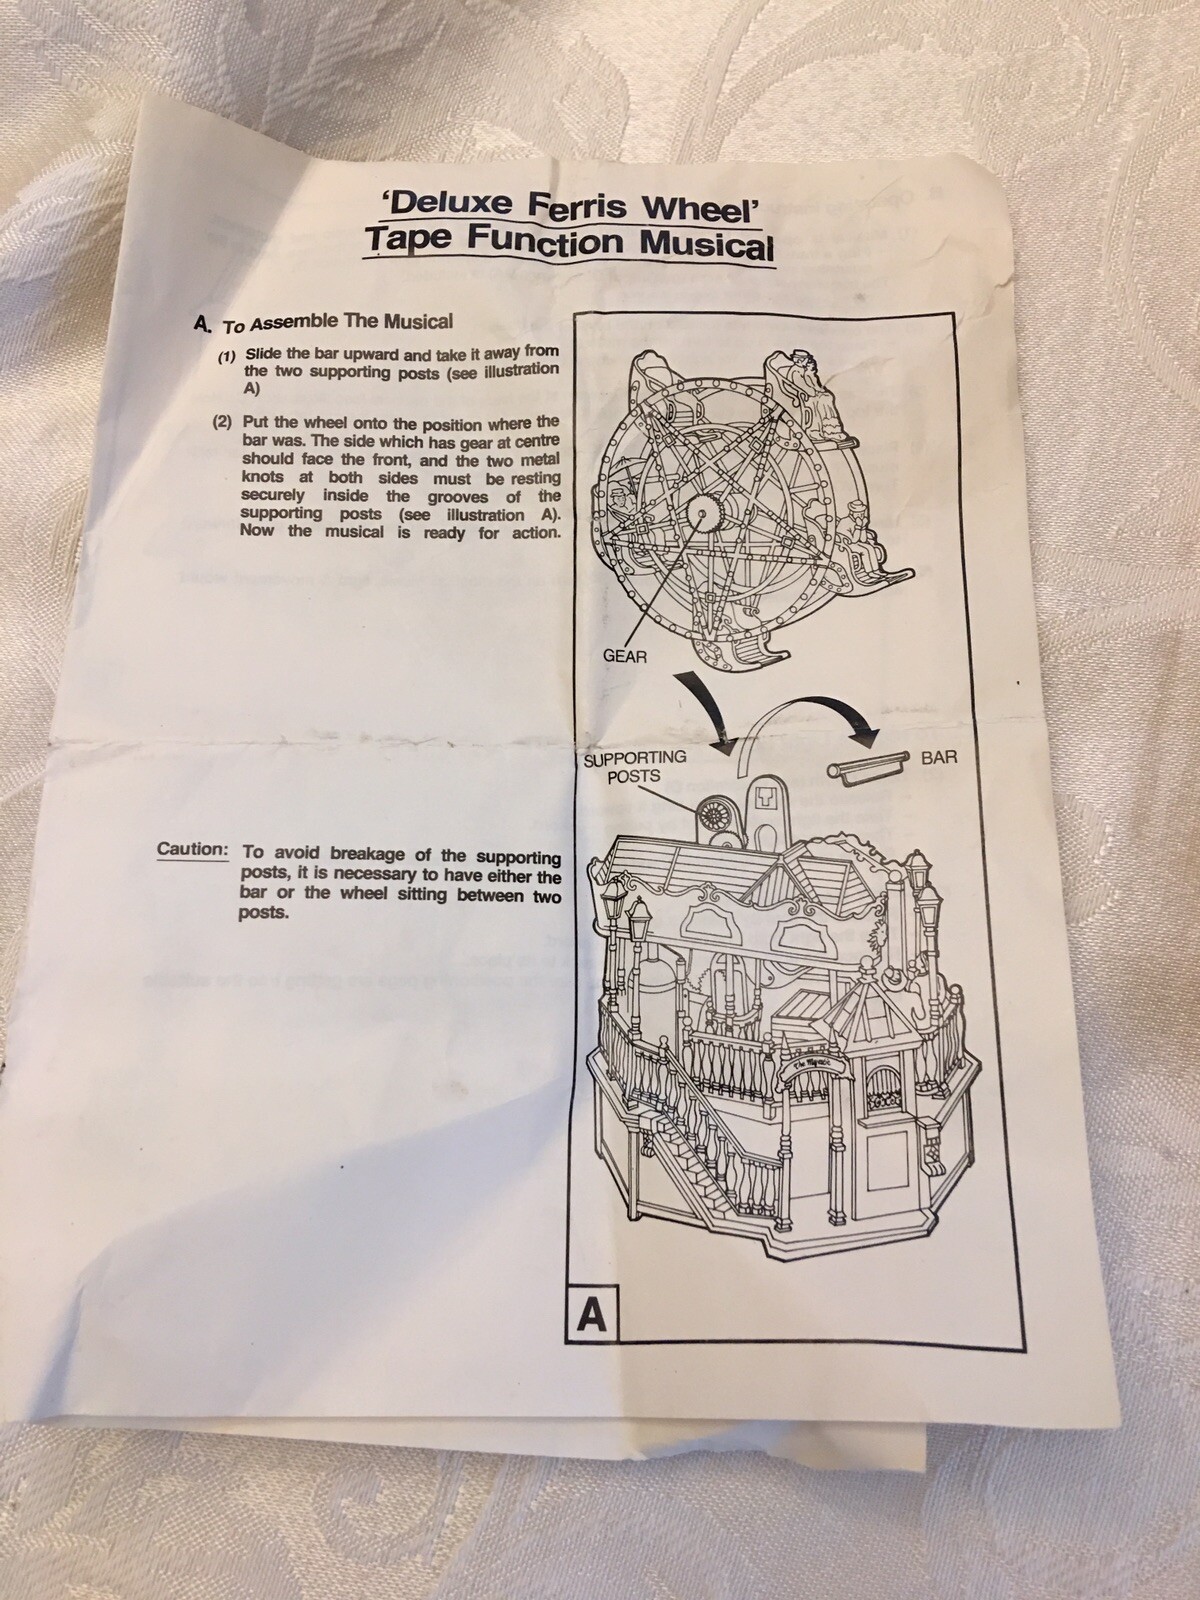 'Deluxe Ferris Wheel'
Tape Function Musical
A. To Assemble The Musical
(1) Slide the bar upward and take it away from
the two supporting posts (see illustration
A)
(2) Put the wheel onto the position where the
bar was. The side which has gear at centre
should face the front, and the two metal
knots at both sides must be resting
securely inside the grooves of the
supporting posts (see illustration A).
Now the musical is ready for action.
Caution: To avoid breakage of the supporting
posts, it is necessary to have either the
bar or the wheel sitting between two
posts.
GEAR
SUPPORTING
POSTS
BAR
The
A